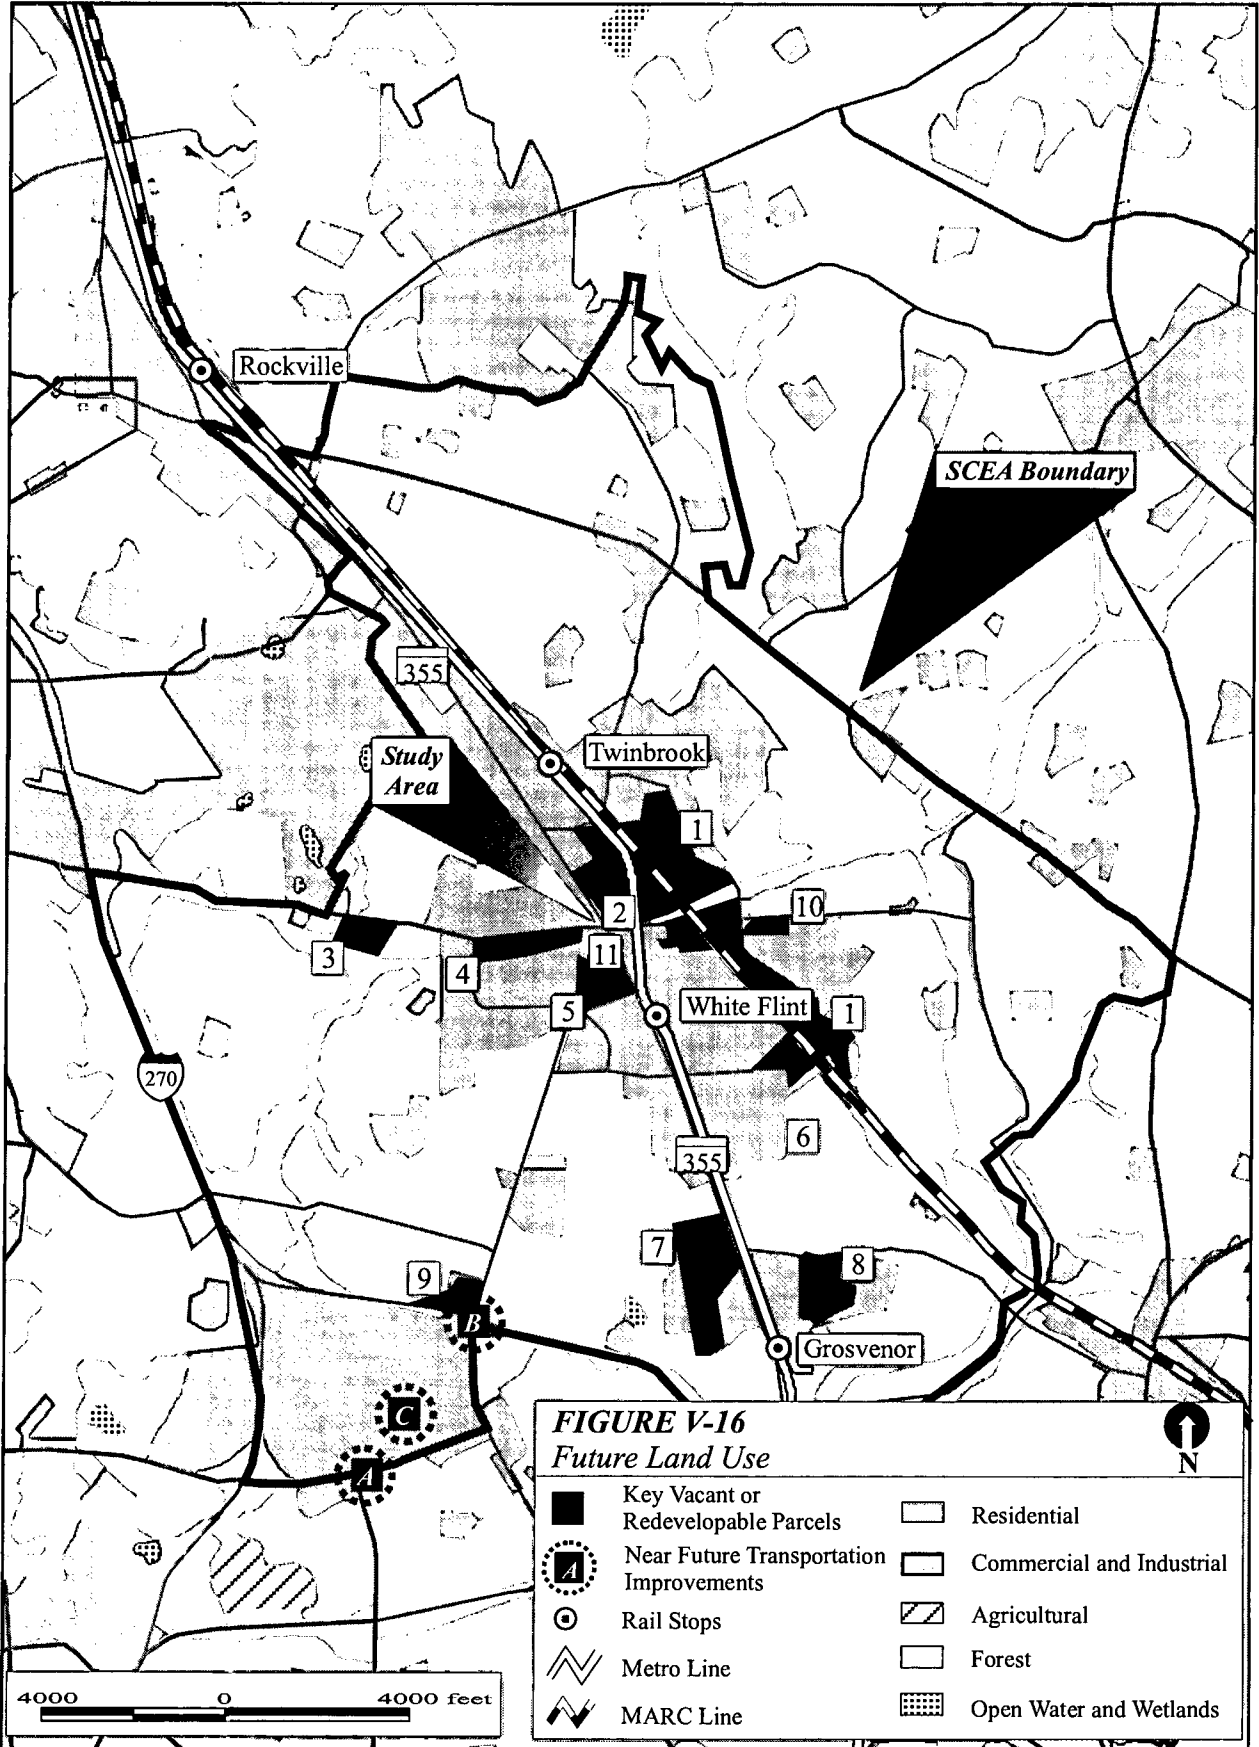 Rockville
SCEA Boundary
355
Twinbrook
Study
Area
1
2
10
3
4
11
5
White Flint
1
270
6
355
7
8
9
B
Grosvenor
C
A
FIGURE V-16
Future Land Use
N
Key Vacant or
Redevelopable Parcels
A
Near Future Transportation
Improvements
Rail Stops
Metro Line
MARC Line
Residential
Commercial and Industrial
Agricultural
Forest
Open Water and Wetlands
4000 0 4000 feet